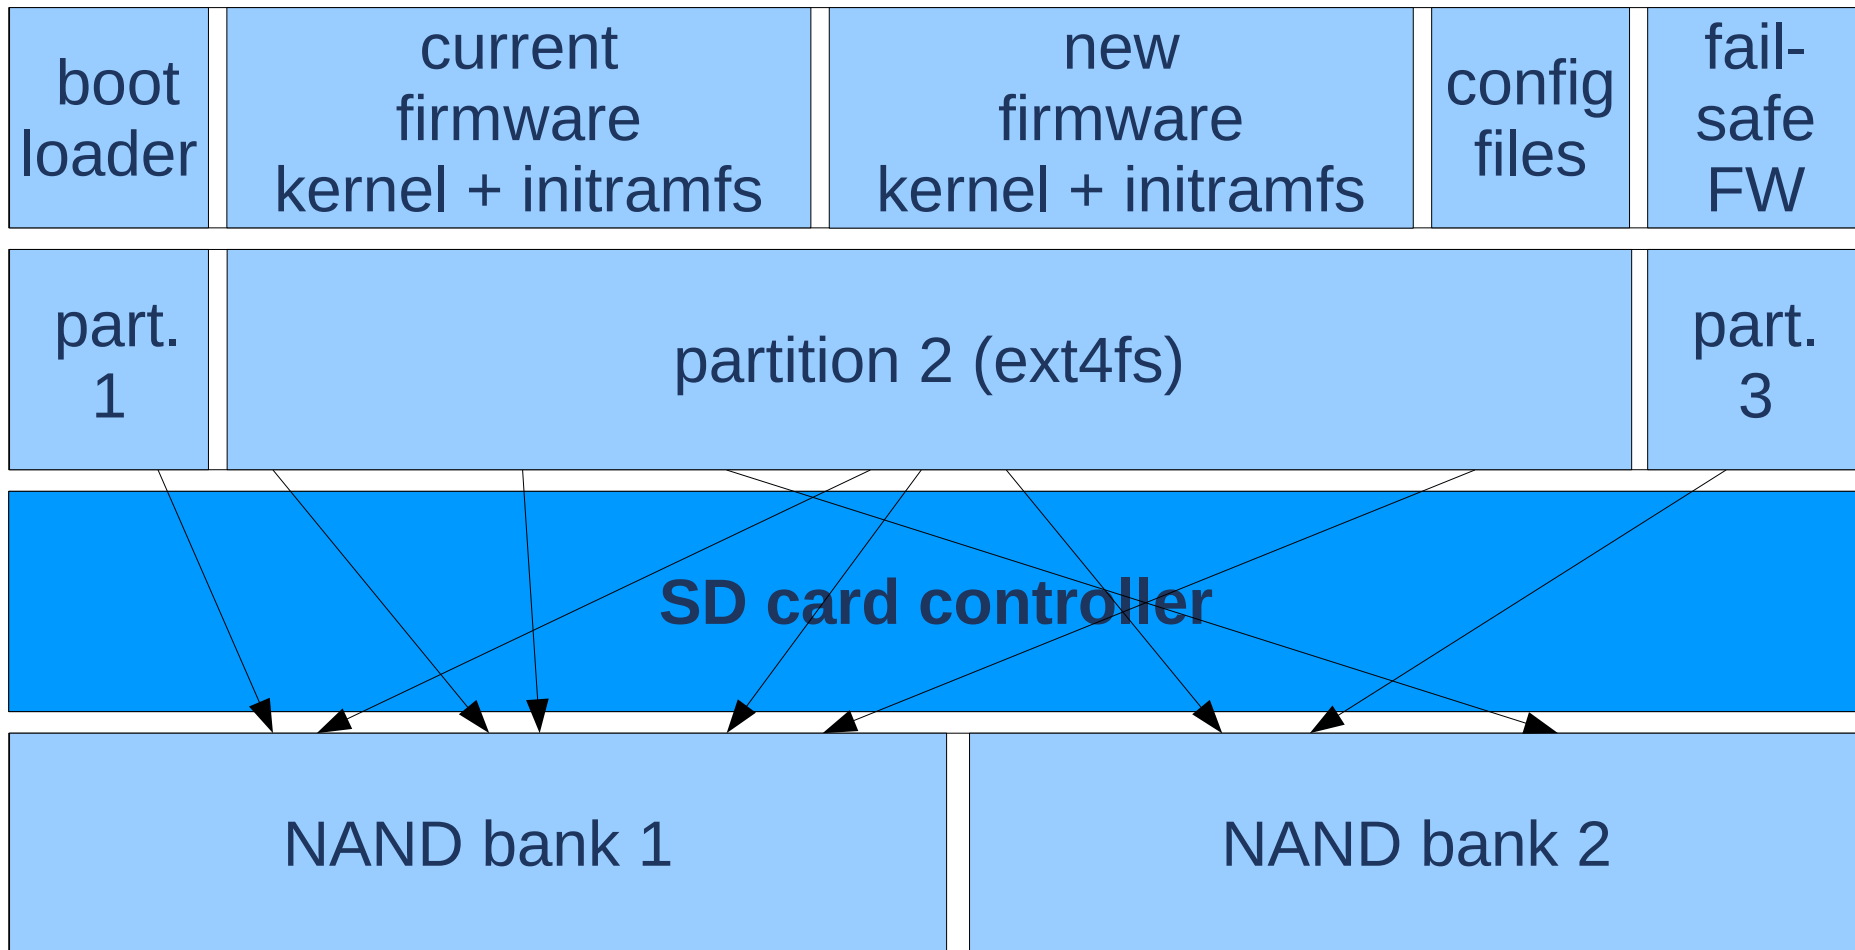 boot
loader
current
firmware
kernel + initramfs
new
firmware
kernel + initramfs
config
files
fail-
safe
FW
part.
1
partition 2 (ext4fs)
part.
3
SD card controller
NAND bank 1
NAND bank 2